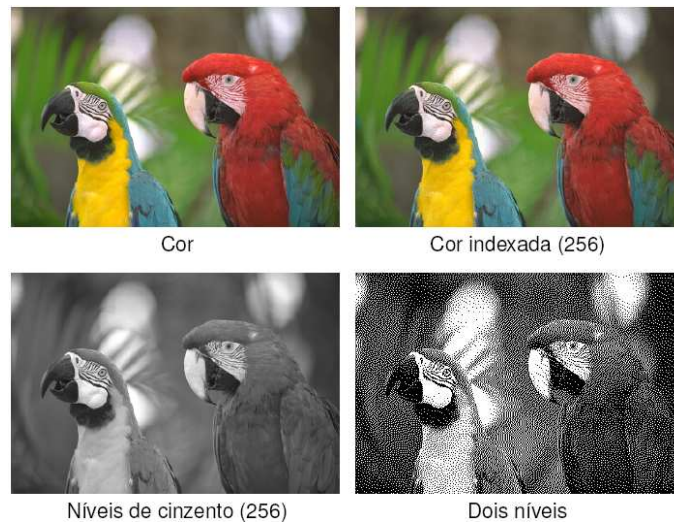 Cor
Cor indexada (256)
Níveis de cinzento (256)
Dois níveis